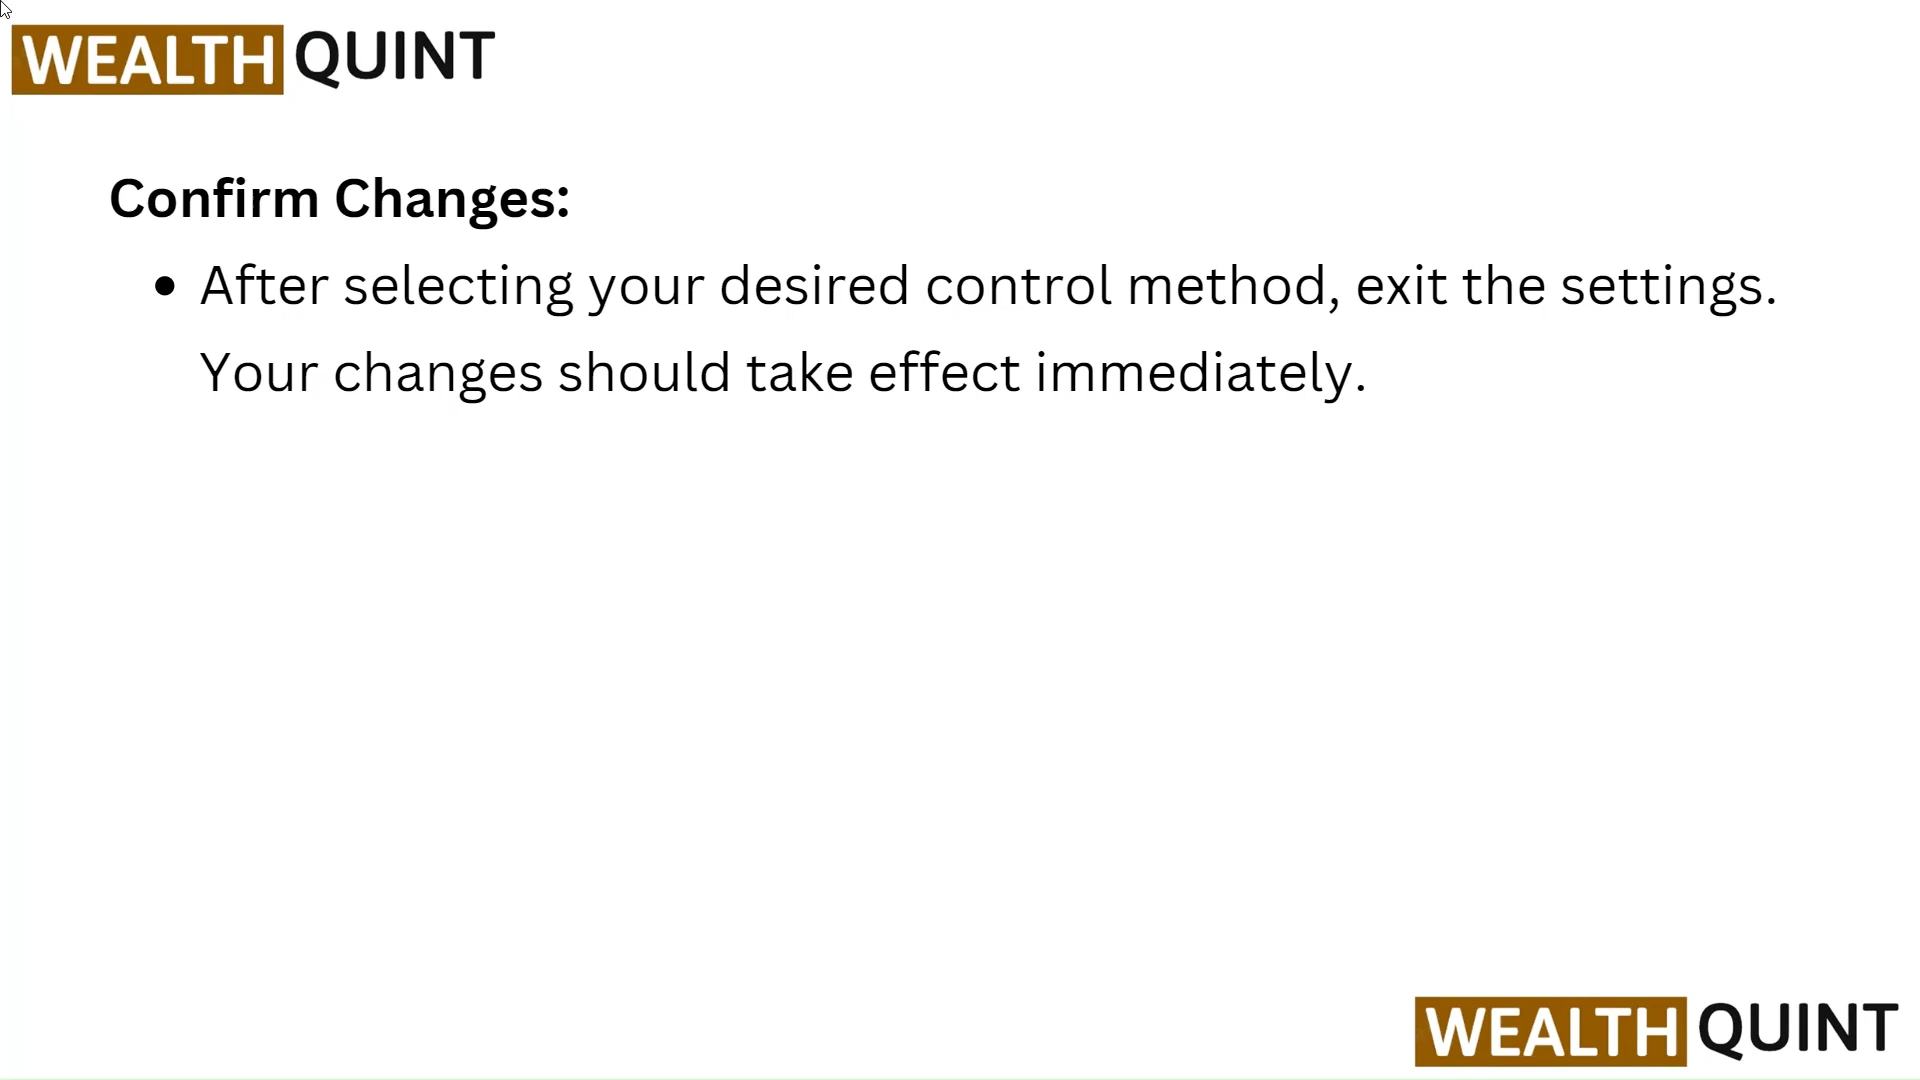 WEALTH QUINT
Confirm Changes:
• After selecting your desired control method, exit the settings.
Your changes should take effect immediately.
WEALTH QUINT